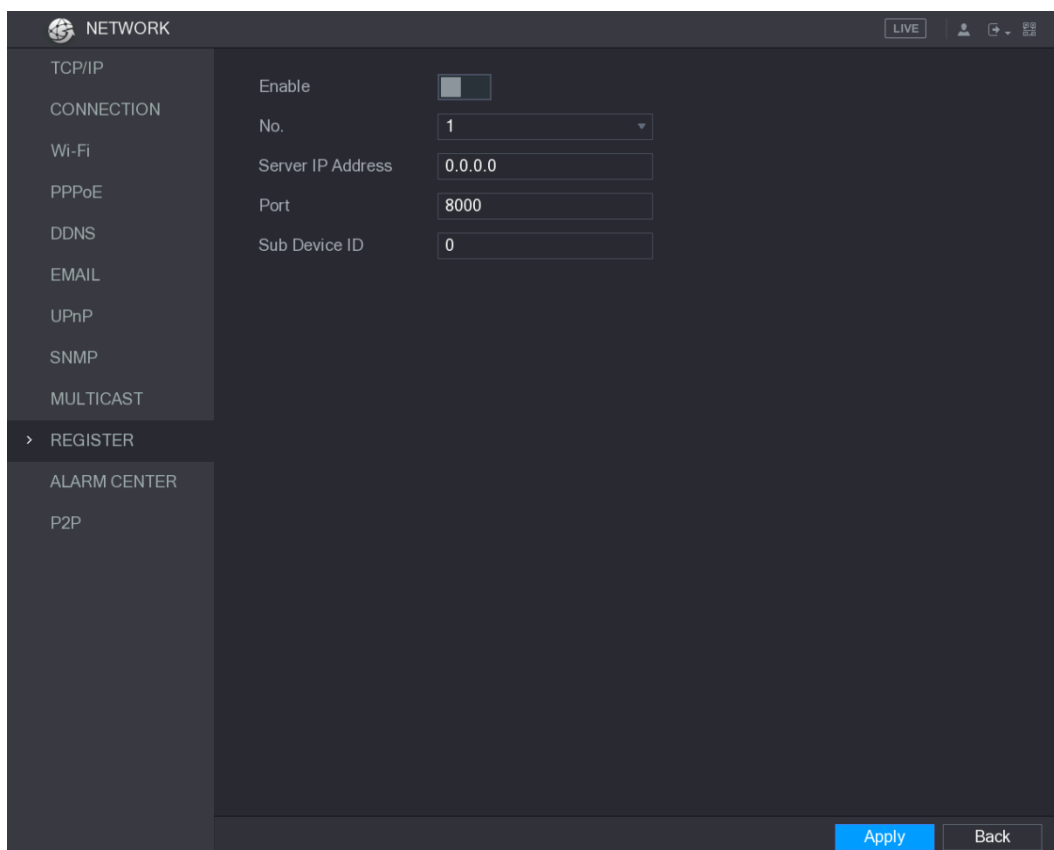 NETWORK
LIVE
TCP/IP
CONNECTION
Wi-Fi
PPPoE
DDNS
EMAIL
UPnP
SNMP
MULTICAST
REGISTER
ALARM CENTER
P2P
Enable
No. 1
Server IP Address 0.0.0.0
Port 8000
Sub Device ID 0
Apply Back